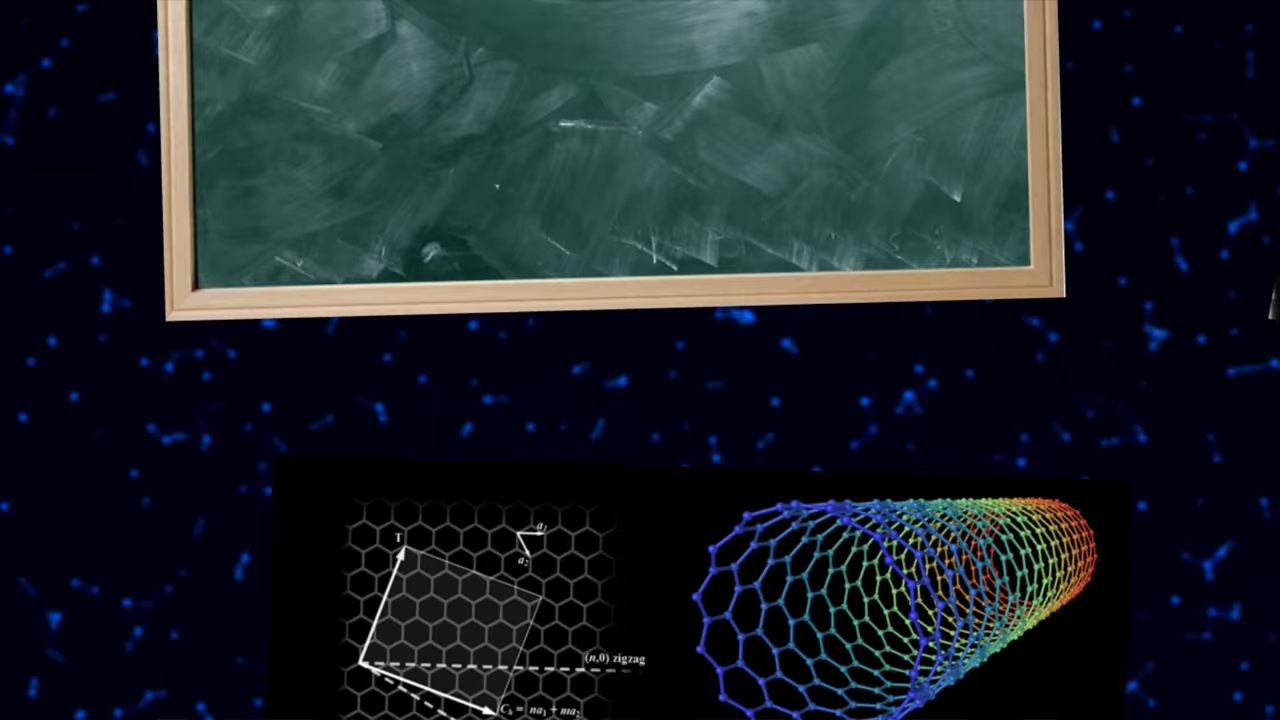 T
a₁
a₂
(n,0) zigzag
Cₕ = na₁ + ma₂